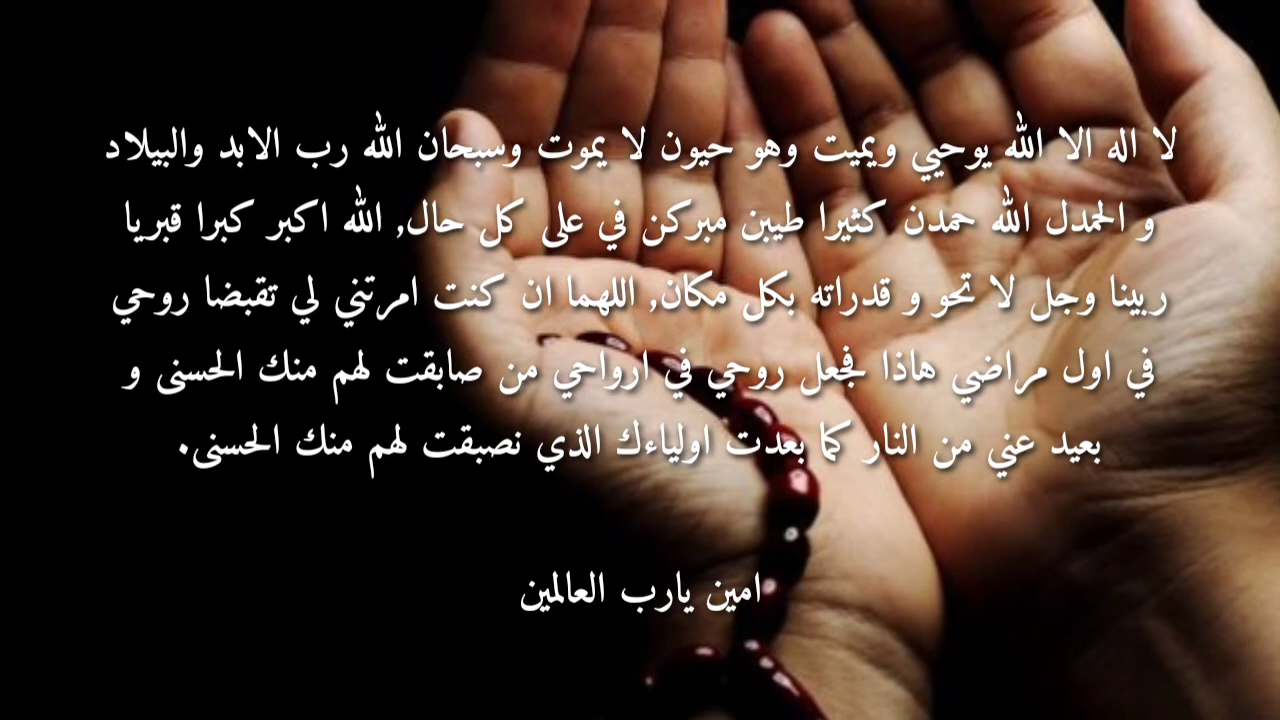 لا اله الا الله يوحيي ويميت وهو حيون لا يموت وسبحان الله رب الابد والبيلاد
و الحمدل الله حمدن كثيرا طيبن مبركن في على كل حال, الله اكبر كبرا قبريا
ربينا وجل لا تحو و قدراته بكل مكان, اللهما ان كنت امرتني لي تقبضا روحي
في اول مراضي هاذا فجعل روحي في ارواحي من صابقت لهم منك الحسنى و
بعيد عني من النار كما بعدت اولياءك الذي نصبقت لهم منك الحسنى.
امين يارب العالمين